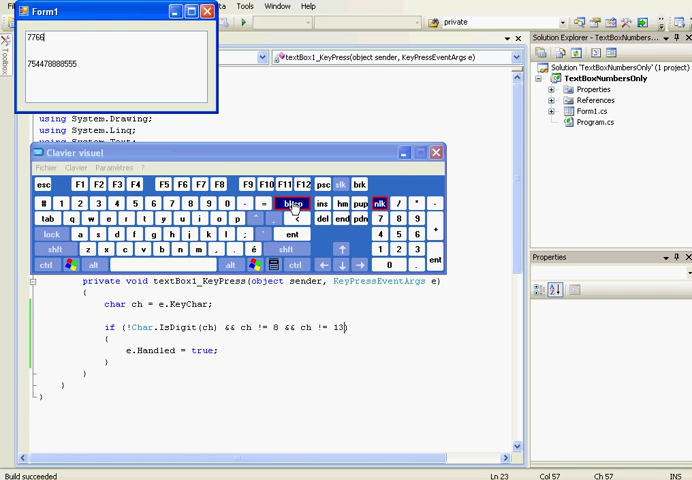 Form1
7766
754478888555
Tools Window Help
private
Toolbox
textBox1_KeyPress(object sender, KeyPressEventArgs e)
using System.Drawing;
using System.Linq;
Clavier visuel
Fichier Clavier Paramètres ?
esc F1 F2 F3 F4 F5 F6 F7 F8 F9 F10 F11 F12 psc slk brk
# 1 2 3 4 5 6 7 8 9 0 - = ins hm pup nlk / * -
tab q w e r t y u i o p ^ ¸ < del end pdn 7 8 9 +
lock a s d f g h j k l ; ` ent 4 5 6
shft z x c v b n m , . é shft 1 2 3 ent
ctrl alt alt ctrl 0 .
private void textBox1_KeyPress(object sender, KeyPressEventArgs e)
{
char ch = e.KeyChar;
if (!Char.IsDigit(ch) && ch != 8 && ch != 13)
{
e.Handled = true;
}
}
}
}
Solution Explorer - TextBoxNumbersOnly
Solution 'TextBoxNumbersOnly' (1 project)
TextBoxNumbersOnly
Properties
References
Form1.cs
Program.cs
Properties
Build succeeded
Ln 23 Col 57 Ch 57 INS